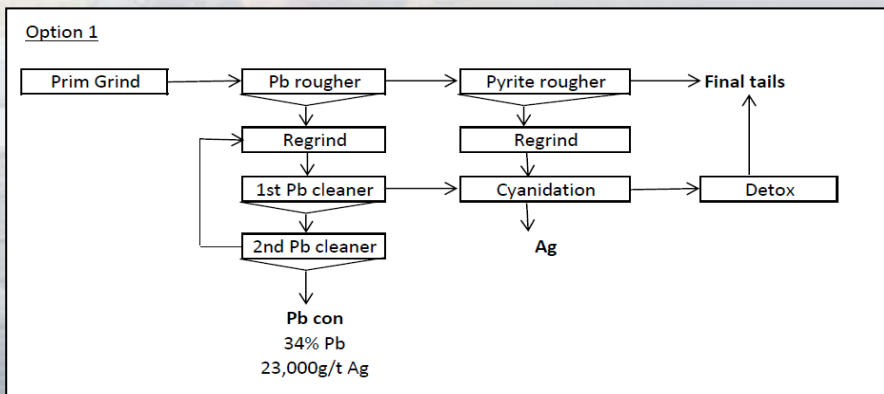 Option 1
Prim Grind
Pb rougher
Pyrite rougher
Final tails
Regrind
Regrind
1st Pb cleaner
Cyanidation
Detox
2nd Pb cleaner
Ag
Pb con
34% Pb
23,000g/t Ag